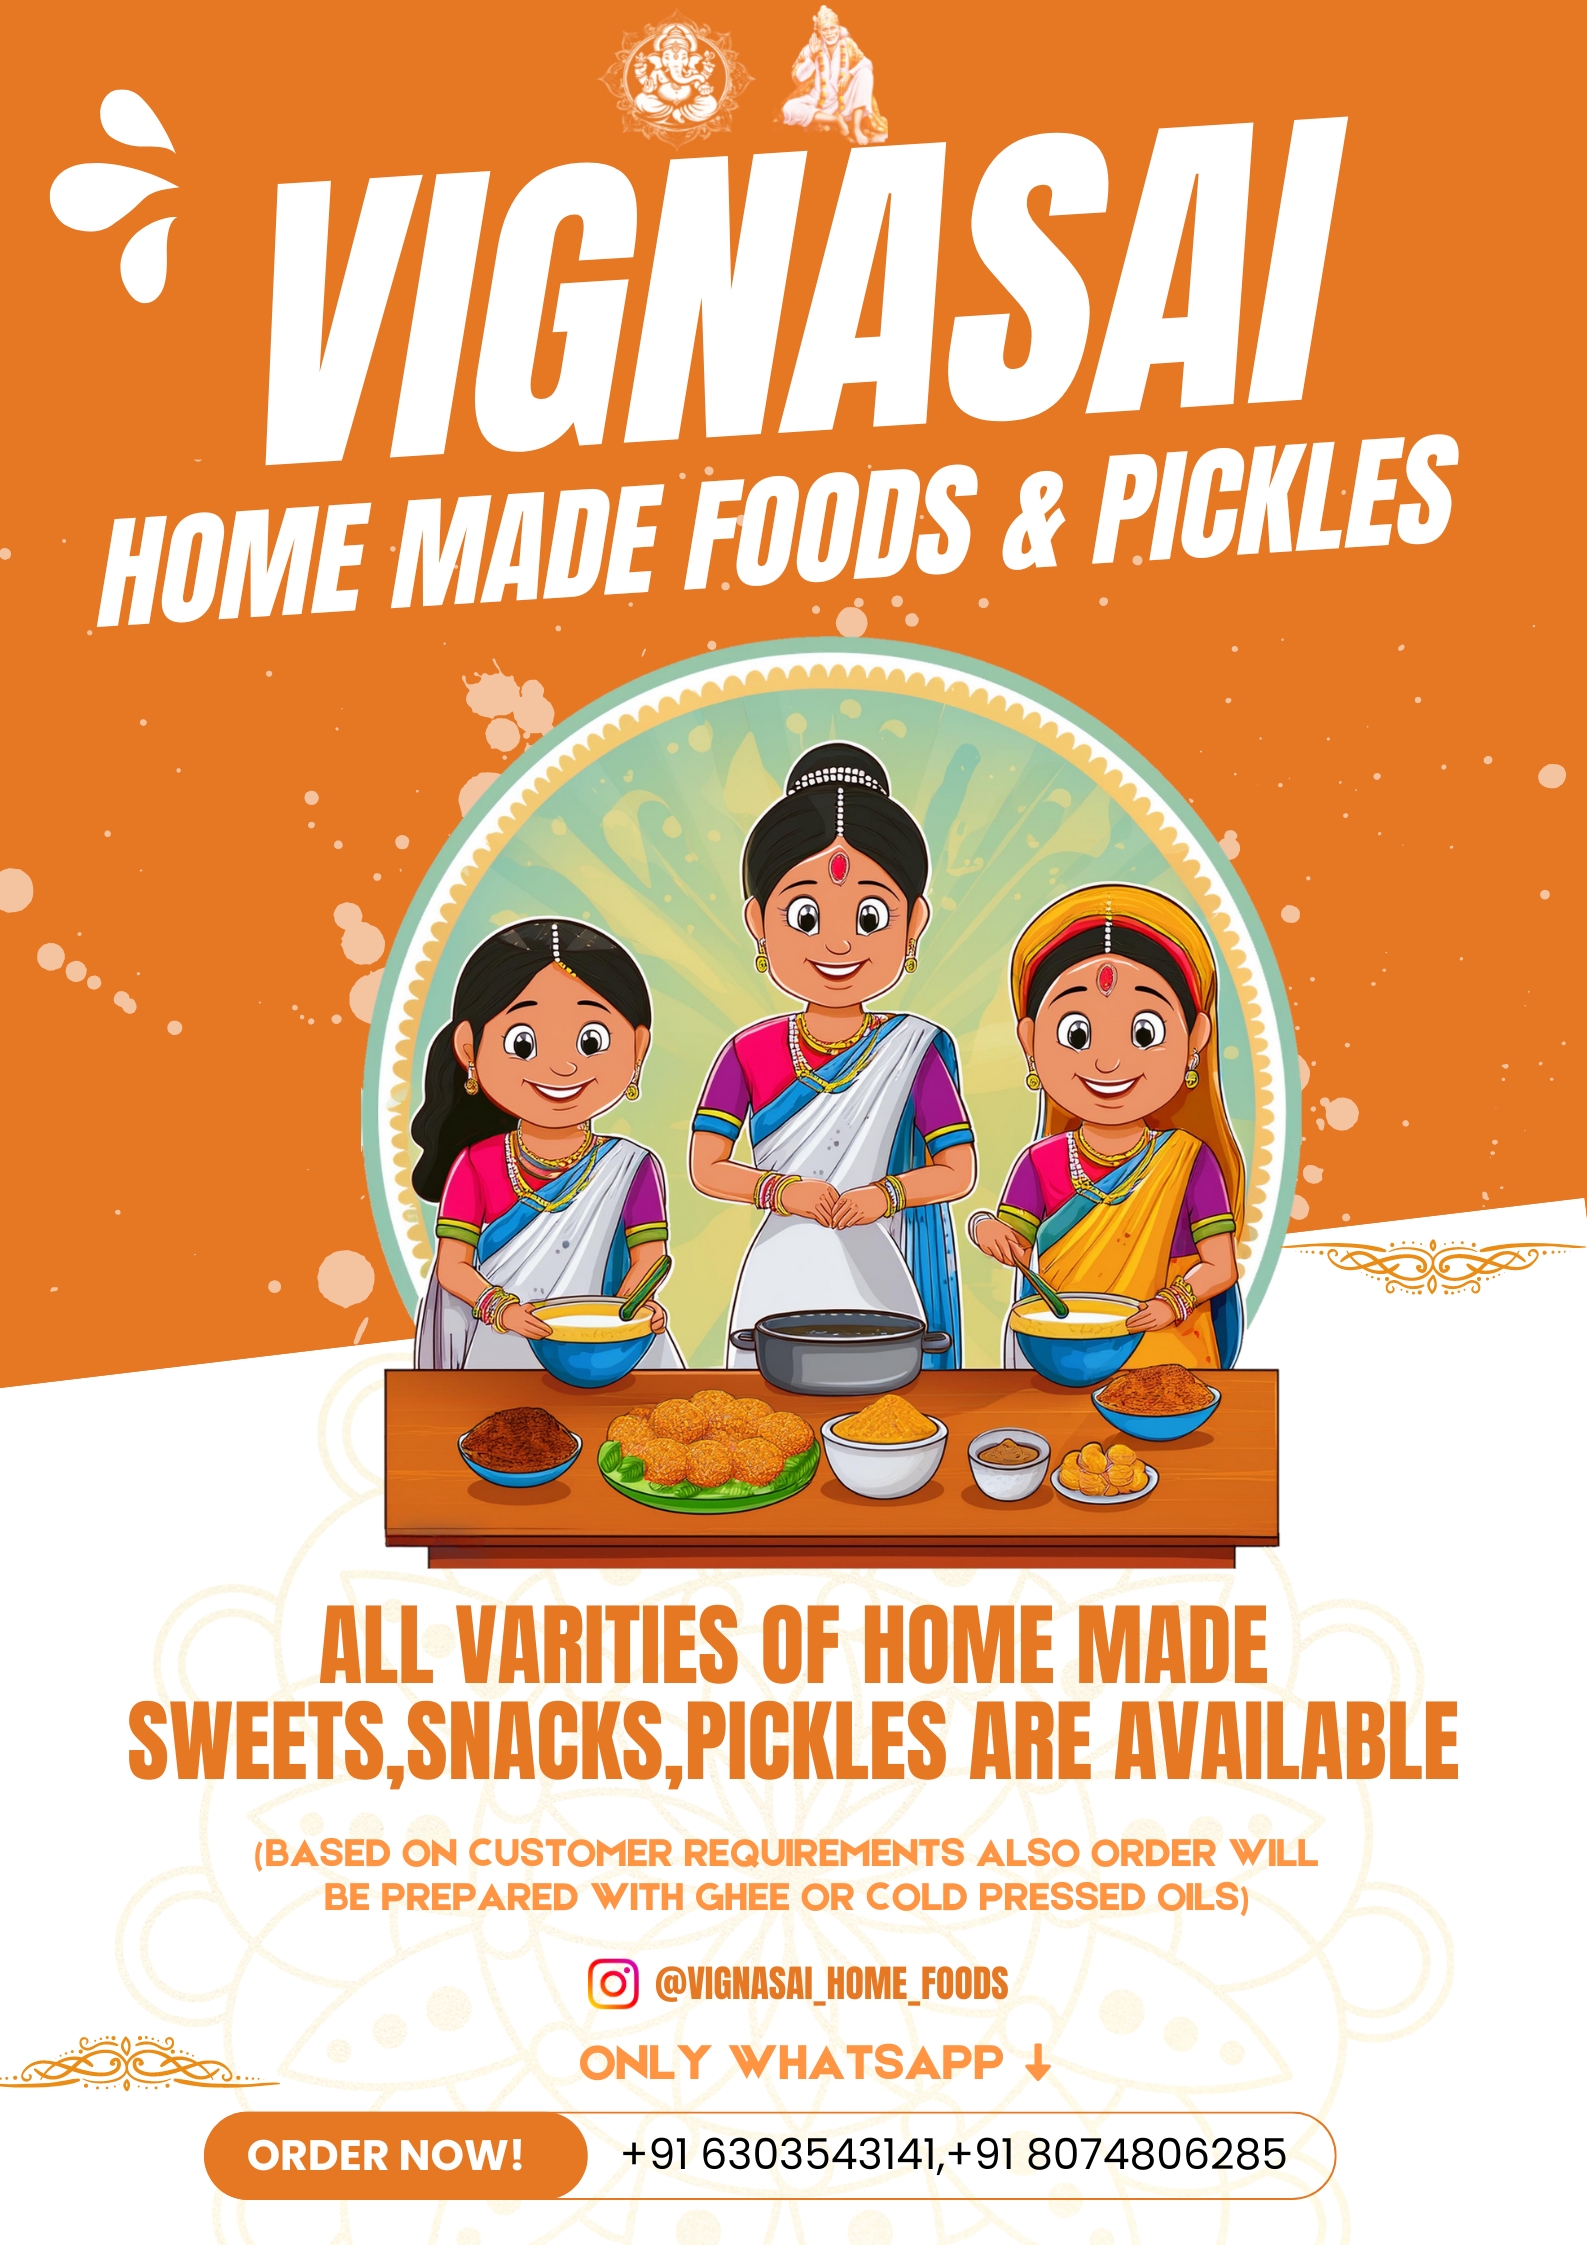 VIGNASAI
HOME MADE FOODS & PICKLES
ALL VARITIES OF HOME MADE
SWEETS,SNACKS,PICKLES ARE AVAILABLE
(BASED ON CUSTOMER REQUIREMENTS ALSO ORDER WILL
BE PREPARED WITH GHEE OR COLD PRESSED OILS)
@VIGNASAI_HOME_FOODS
ONLY WHATSAPP ↓
ORDER NOW! +91 6303543141,+91 8074806285